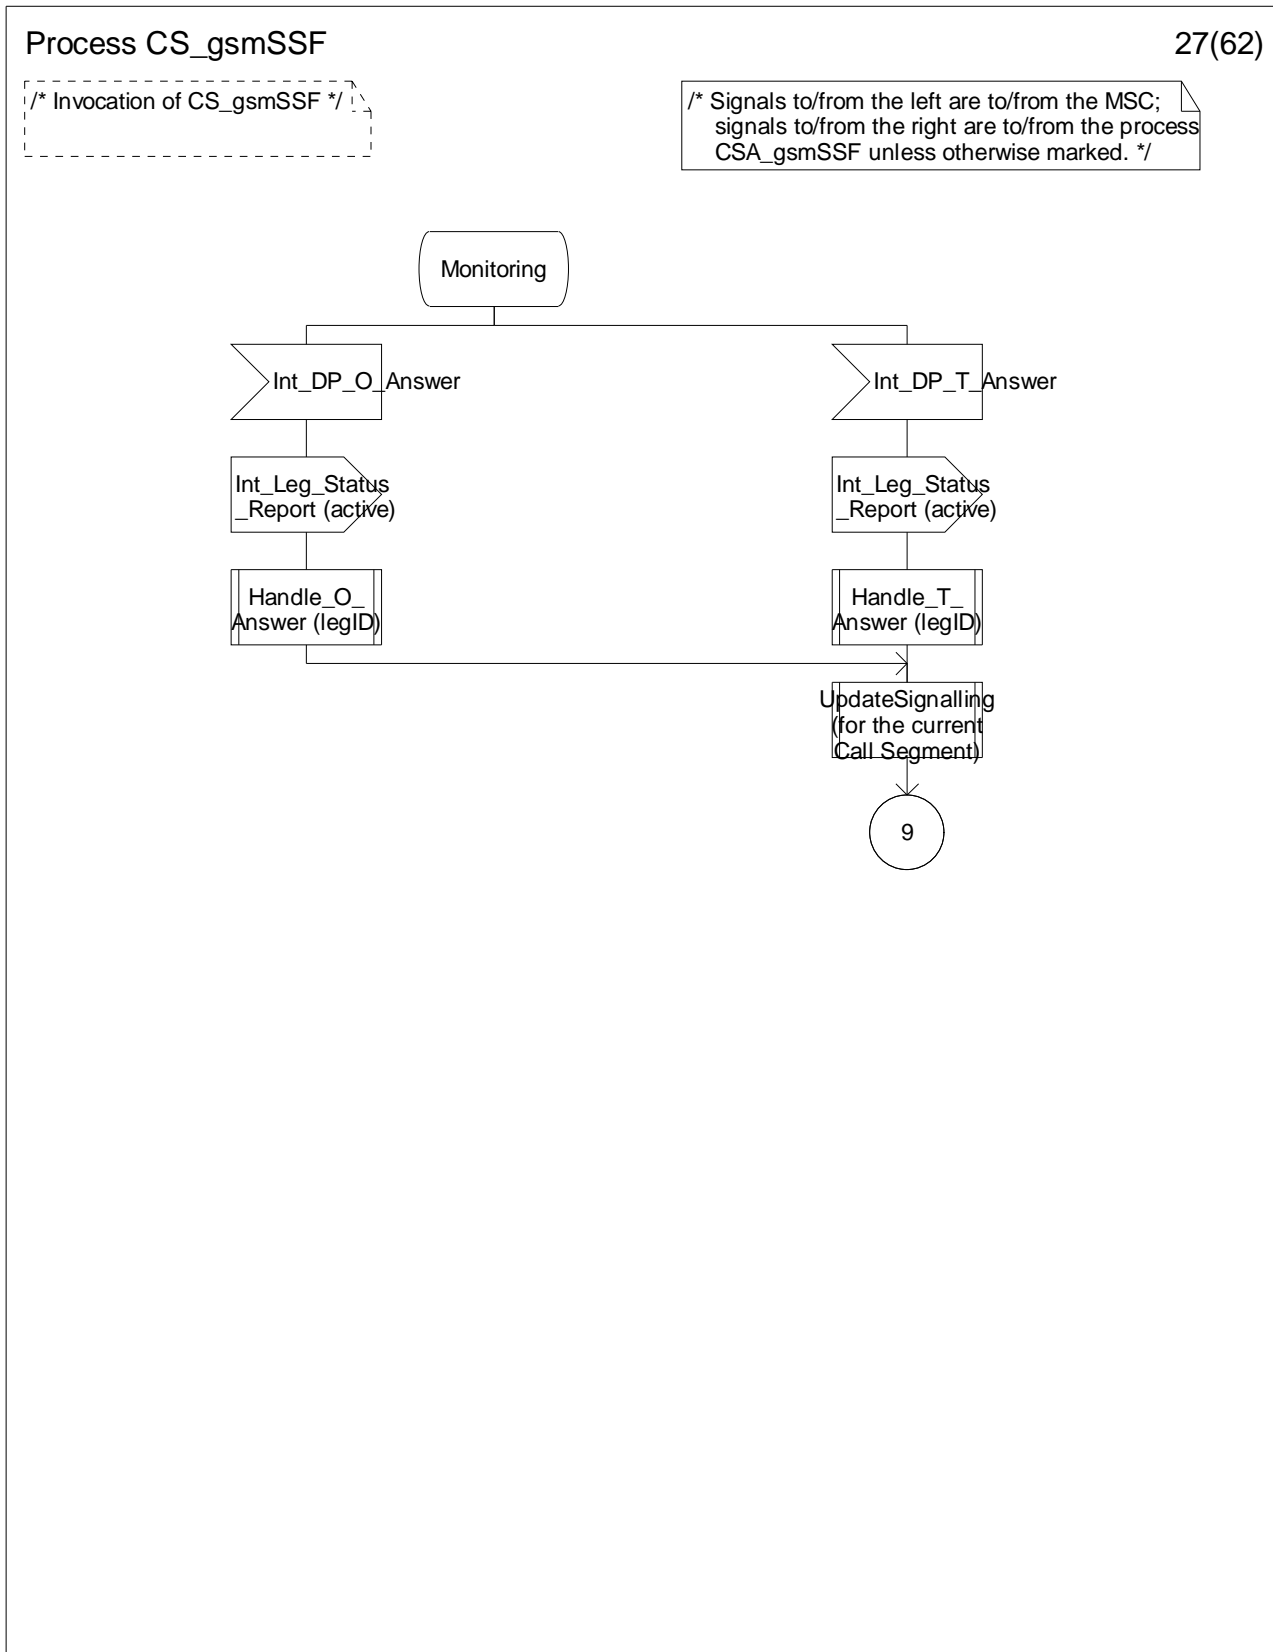 Process CS_gsmSSF
27(62)
/* Invocation of CS_gsmSSF */
/* Signals to/from the left are to/from the MSC;
signals to/from the right are to/from the process
CSA_gsmSSF unless otherwise marked. */
Monitoring
Int_DP_O_Answer
Int_DP_T_Answer
Int_Leg_Status
_Report (active)
Int_Leg_Status
_Report (active)
Handle_O_
Answer (legID)
Handle_T_
Answer (legID)
UpdateSignalling
(for the current
Call Segment)
9